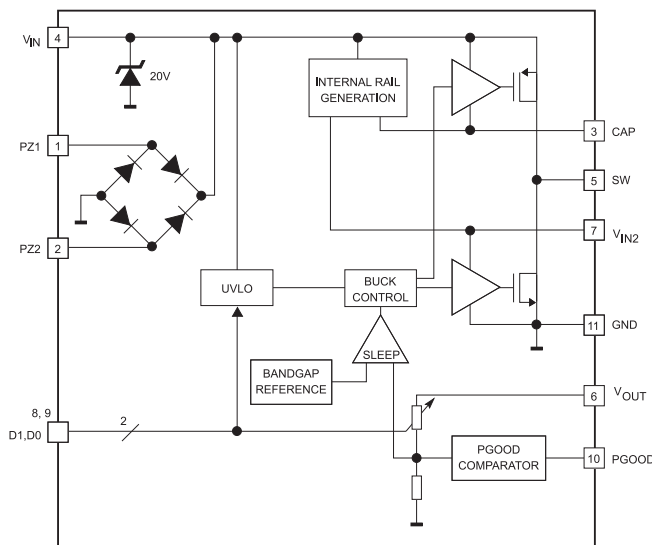 VIN
4
20V
INTERNAL RAIL
GENERATION
PZ1
1
3
CAP
5
SW
7
VIN2
PZ2
2
UVLO
BUCK
CONTROL
11
GND
SLEEP
BANDGAP
REFERENCE
6
VOUT
8, 9
D1,D0
2
PGOOD
COMPARATOR
10
PGOOD